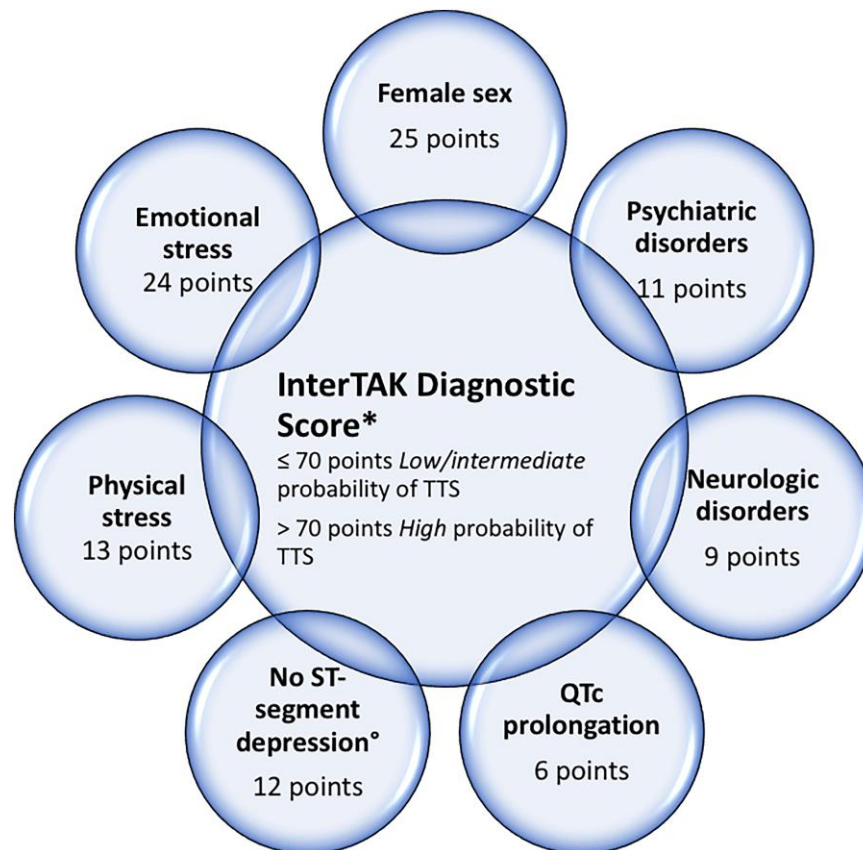 Female sex
25 points
Psychiatric
disorders
11 points
Neurologic
disorders
9 points
QTc
prolongation
6 points
No ST-
segment
depression°
12 points
Physical
stress
13 points
Emotional
stress
24 points
InterTAK Diagnostic
Score*
≤ 70 points Low/intermediate
probability of TTS
> 70 points High probability of
TTS